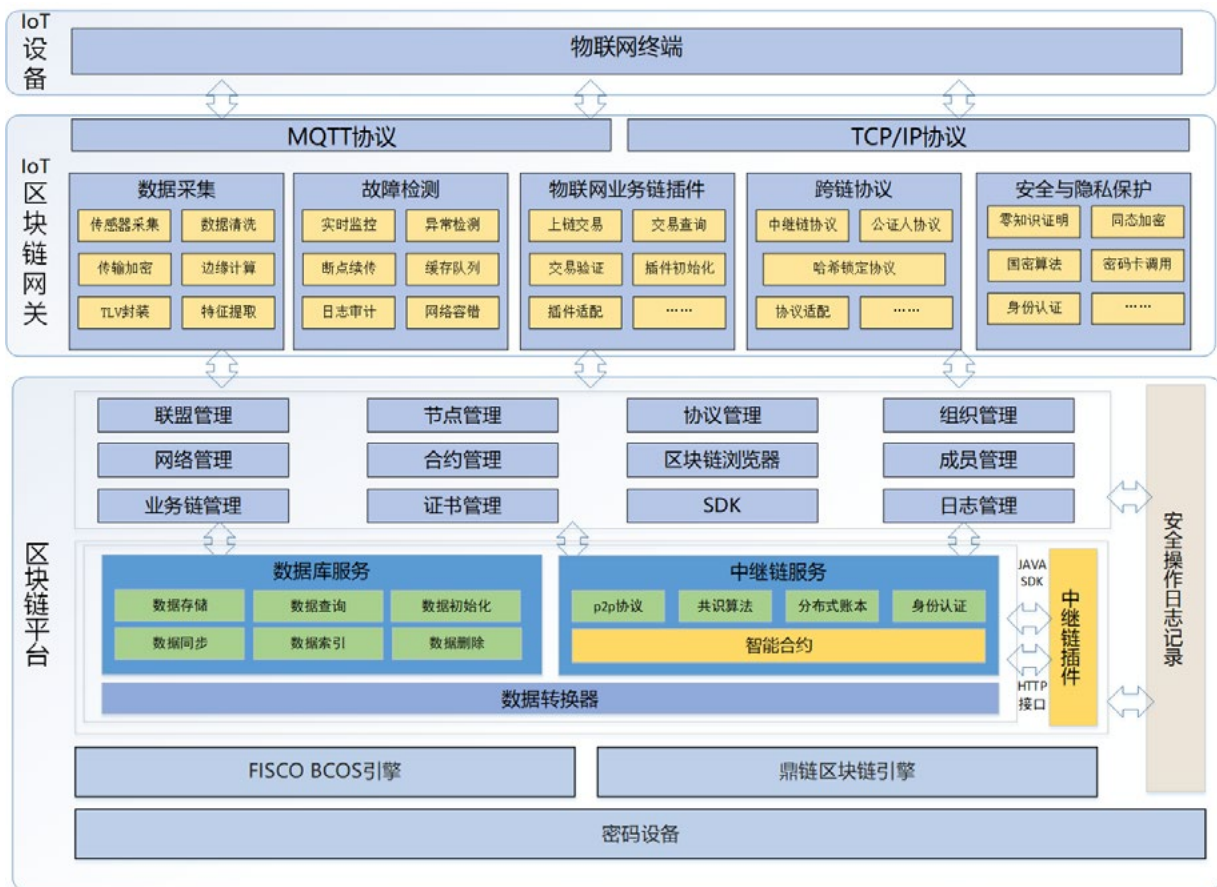 IoT
设
备
物联网终端
MQTT协议
TCP/IP协议
IoT
区
块
链
网
关
数据采集
传感器采集
数据清洗
传输加密
边缘计算
TLV封装
特征提取
故障检测
实时监控
异常检测
断点续传
缓存队列
日志审计
网络容错
物联网业务链插件
上链交易
交易查询
交易验证
插件初始化
插件适配
……
跨链协议
中继链协议
公证人协议
哈希锁定协议
协议适配
……
安全与隐私保护
零知识证明
同态加密
国密算法
密码卡调用
身份认证
……
区
块
链
平
台
联盟管理
节点管理
协议管理
组织管理
网络管理
合约管理
区块链浏览器
成员管理
业务链管理
证书管理
SDK
日志管理
数据库服务
数据存储
数据查询
数据初始化
数据同步
数据索引
数据删除
中继链服务
p2p协议
共识算法
分布式账本
身份认证
智能合约
数据转换器
JAVA
SDK
HTTP
接口
中
继
链
插
件
安
全
操
作
日
志
记
录
FISCO BCOS引擎
鼎链区块链引擎
密码设备